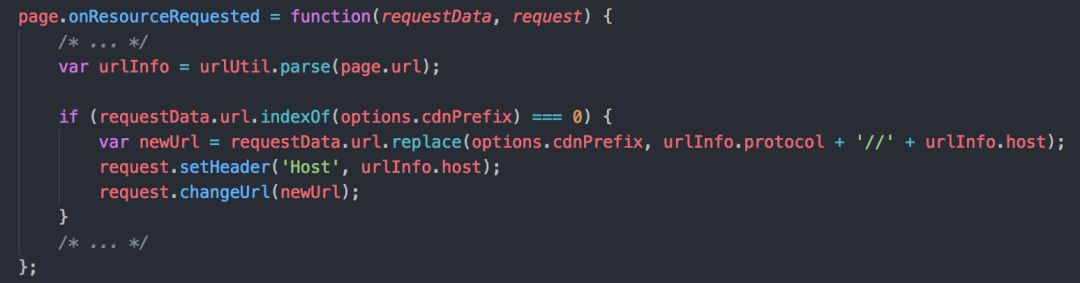 page.onResourceRequested = function(requestData, request) {
    /* ... */
    var urlInfo = urlUtil.parse(page.url);

    if (requestData.url.indexOf(options.cdnPrefix) === 0) {
        var newUrl = requestData.url.replace(options.cdnPrefix, urlInfo.protocol + '//' + urlInfo.host);
        request.setHeader('Host', urlInfo.host);
        request.changeUrl(newUrl);
    }
    /* ... */
};